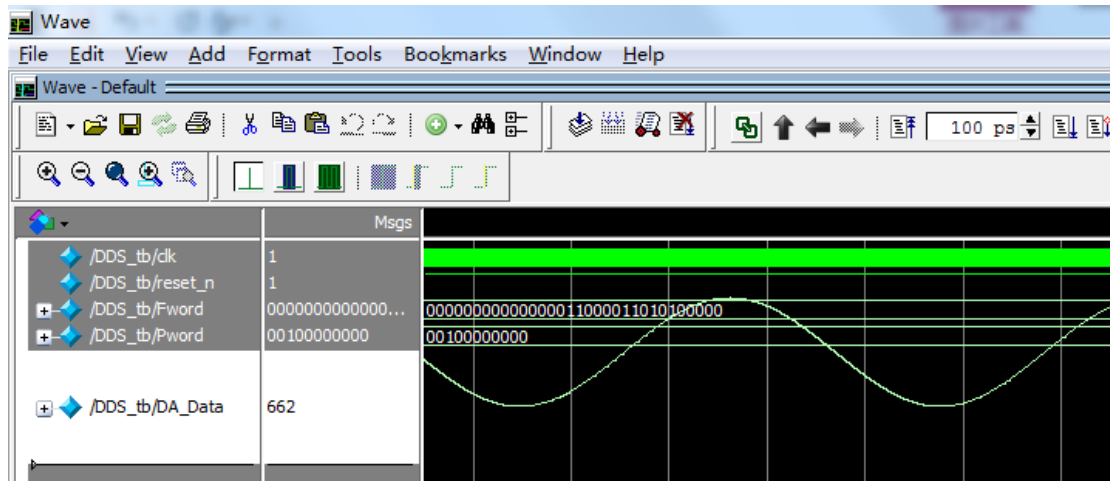 Wave
File Edit View Add Format Tools Bookmarks Window Help
Wave - Default
100 ps
Msgs
/DDS_tb/clk 1
/DDS_tb/reset_n 1
/DDS_tb/Fword 0000000000000... 00000000000000011000011010100000
/DDS_tb/Pword 00100000000 00100000000
/DDS_tb/DA_Data 662